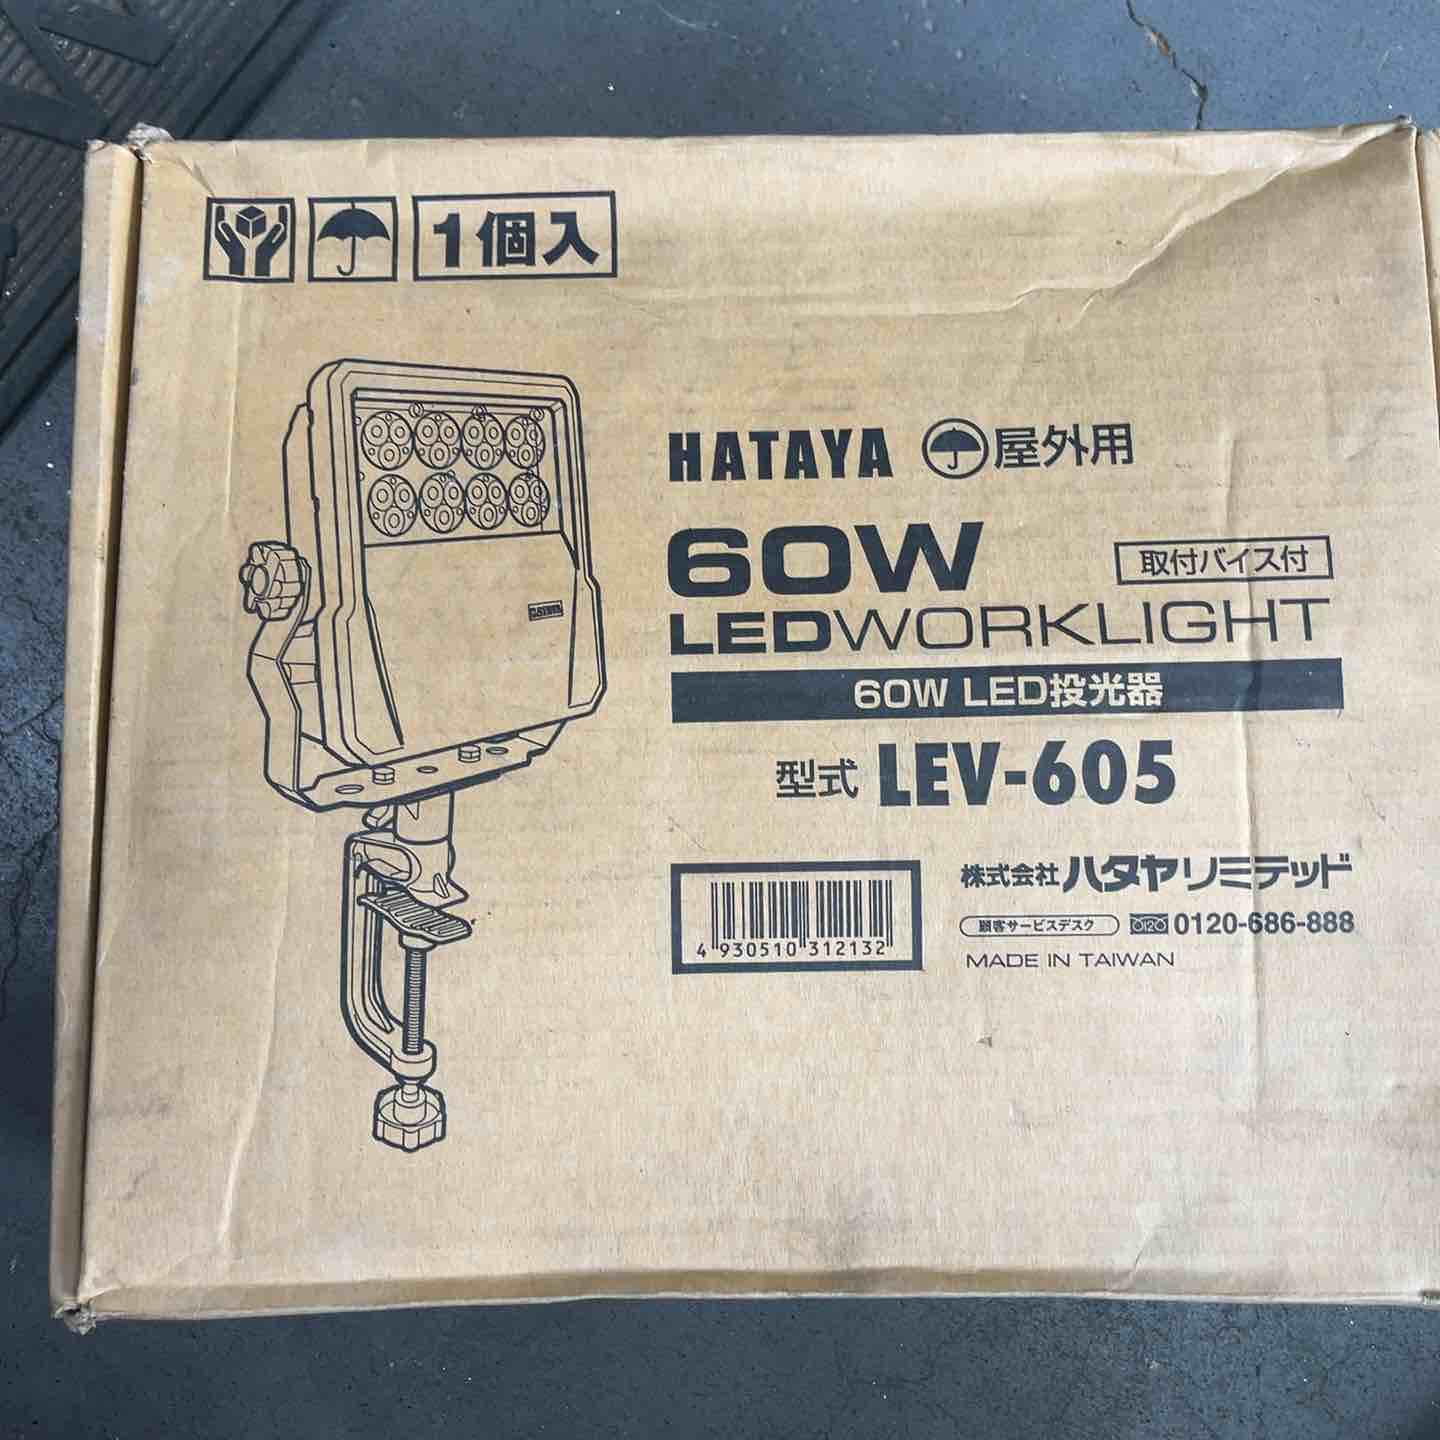 1個入
HATAYA 屋外用
60W
取付バイス付
LEDWORKLIGHT
60W LED投光器
型式 LEV-605
4 930510 312132
株式会社ハタヤリミテッド
顧客サービスデスク 0120-686-888
MADE IN TAIWAN